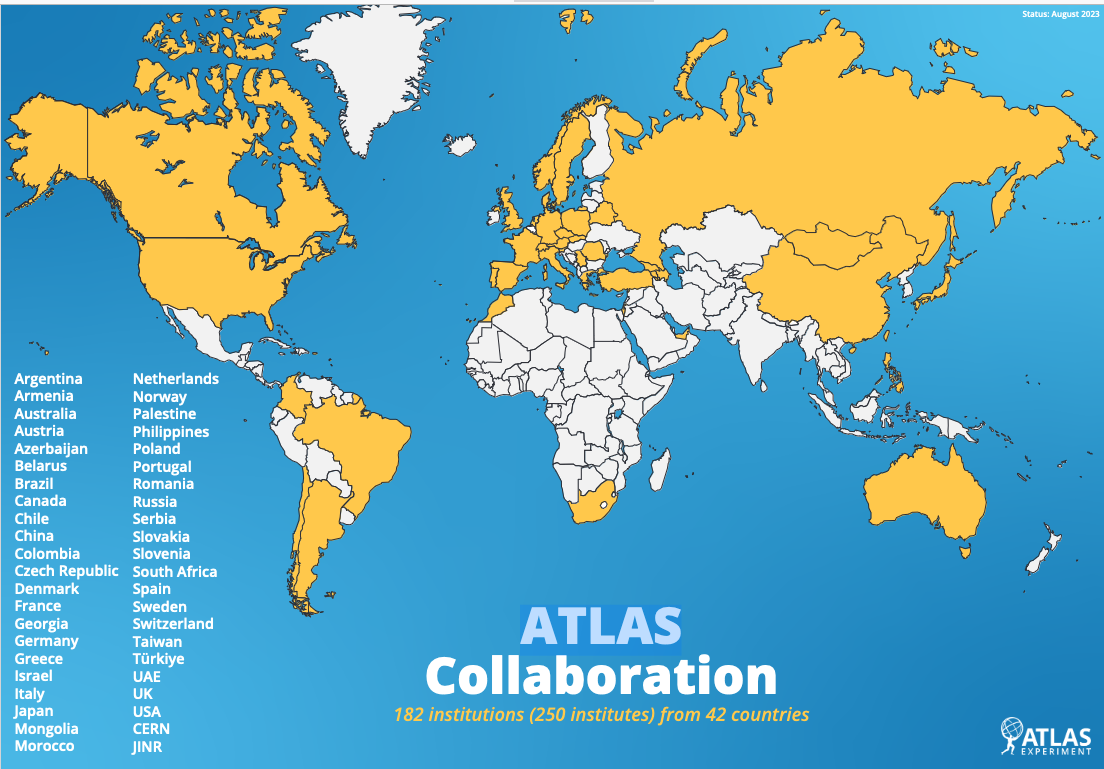 Status: August 2023
Argentina
Armenia
Australia
Austria
Azerbaijan
Belarus
Brazil
Canada
Chile
China
Colombia
Czech Republic
Denmark
France
Georgia
Germany
Greece
Israel
Italy
Japan
Mongolia
Morocco
Netherlands
Norway
Palestine
Philippines
Poland
Portugal
Romania
Russia
Serbia
Slovakia
Slovenia
South Africa
Spain
Sweden
Switzerland
Taiwan
Türkiye
UAE
UK
USA
CERN
JINR
ATLAS
Collaboration
182 institutions (250 institutes) from 42 countries
ATLAS
EXPERIMENT